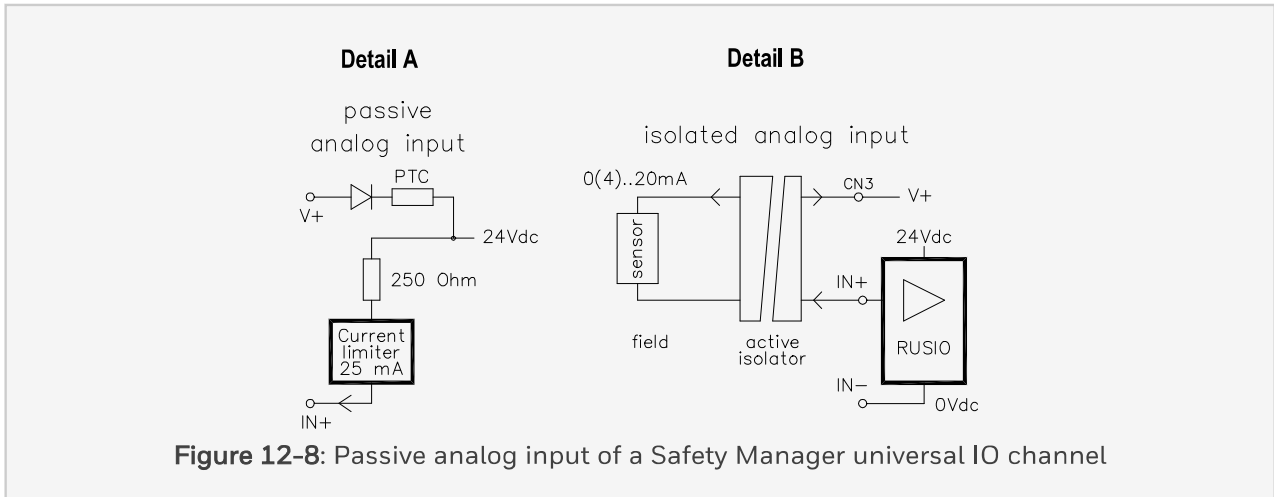 Detail A
passive
analog input
PTC
V+
24Vdc
250 Ohm
Current
limiter
25 mA
IN+
Detail B
isolated analog input
0(4)..20mA
CN3
V+
sensor
24Vdc
IN+
RUSIO
field
active
isolator
IN-
0Vdc
Figure 12-8: Passive analog input of a Safety Manager universal IO channel